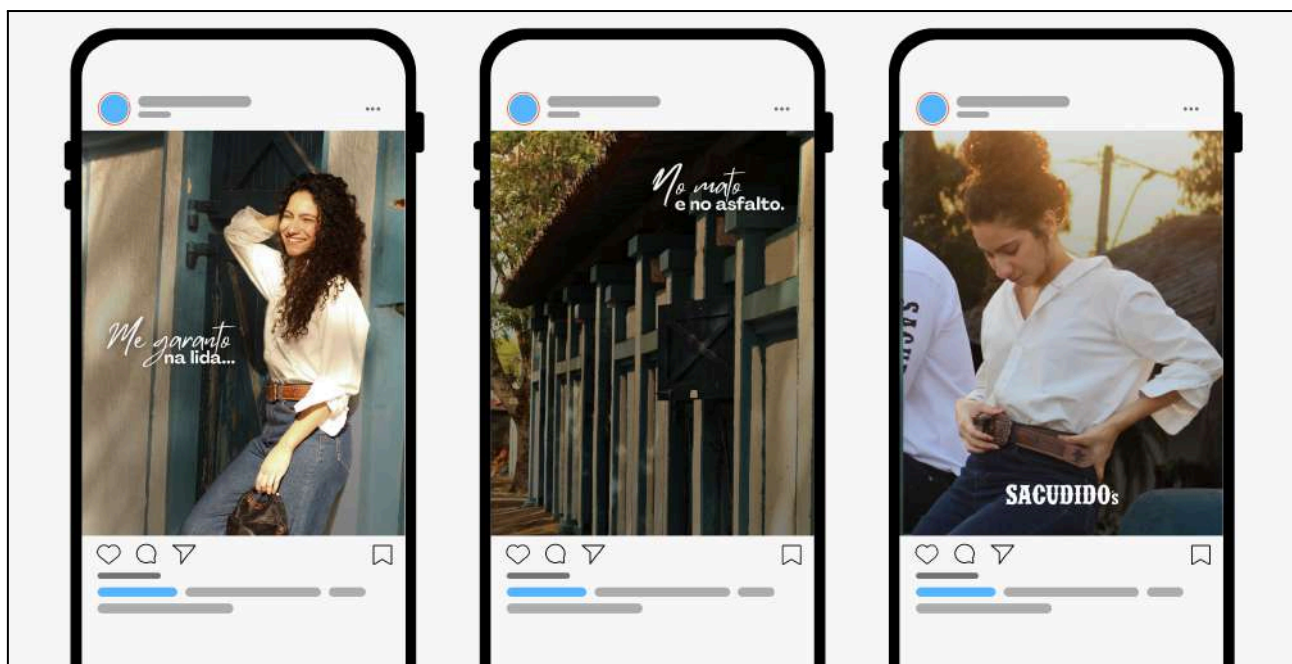 Me garanto
na lida...
No mato
e no asfalto.
SACUDIDOs